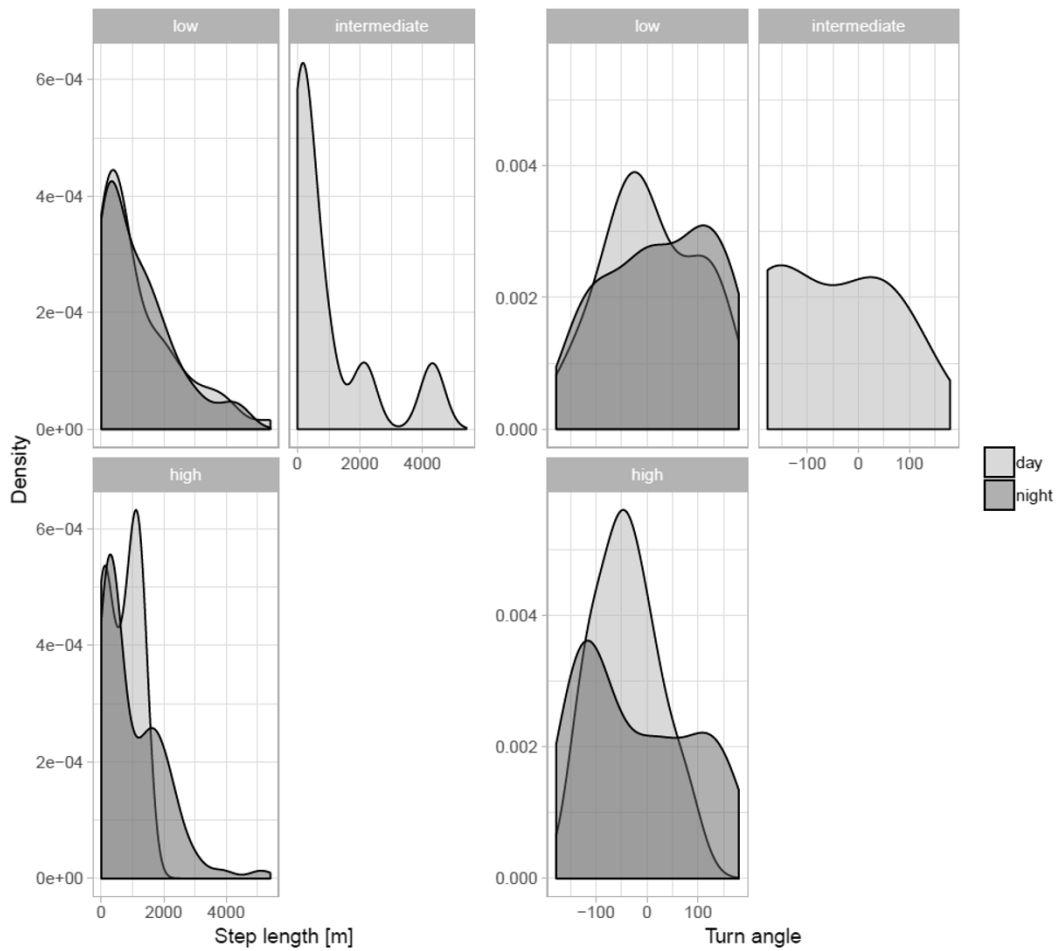 low intermediate low intermediate
6e−04
4e−04
2e−04
0e+00
0.004
0.002
0.000
0 2000 4000
−100 0 100
Density
high high
6e−04
4e−04
2e−04
0e+00
0.004
0.002
0.000
0 2000 4000
−100 0 100
Step length [m] Turn angle
day
night